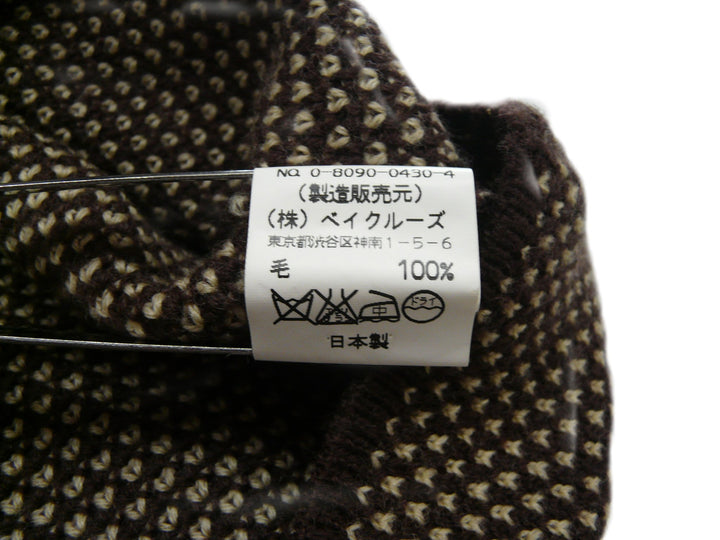 NO. 0-8090-0430-4
(製造販売元)
(株) ベイクルーズ
東京都渋谷区神南1-5-6
毛 100%
中 ドライ
日本製